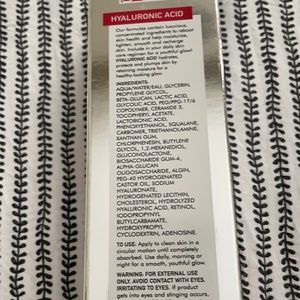 HYALURONIC ACID
Our formulas contain luxurious,
concentrated ingredients to reboot
skin health and help moisturize,
tighten, smooth and recharge
skin. Include in your daily skin
care regimen for a youthful glow!
HYALURONIC ACID hydrates,
protects and plumps skin by
retaining moisture for a
healthy-looking glow.
INGREDIENTS:
AQUA/WATER/EAU, GLYCERIN,
PROPYLENE GLYCOL,
BETA-GLUCAN, LACTIC ACID,
GLYCOLIC ACID, PEG/PPG-17/6
COPOLYMER, CERAMIDE 3,
TOCOPHERYL ACETATE,
LACTOBIONIC ACID,
PHENOXYETHANOL, SQUALANE,
CARBOMER, TRIETHANOLAMINE,
XANTHAN GUM,
CHLORPHENESIN, BUTYLENE
GLYCOL, 1,2-HEXANEDIOL,
GLUCONOLACTONE,
BIOSACCHARIDE GUM-4,
ALPHA-GLUCAN
OLIGOSACCHARIDE, ALGIN,
PEG-40 HYDROGENATED
CASTOR OIL, SODIUM
HYALURONATE,
HYDROGENATED LECITHIN,
CHOLESTEROL, HYDROLYZED
HYALURONIC ACID, RETINOL,
IODOPROPYNYL
BUTYLCARBAMATE,
HYDROXYPROPYL
CYCLODEXTRIN, ADENOSINE.
TO USE: Apply to clean skin in a
circular motion until completely
absorbed. Use daily, morning or
night for a smooth, youthful glow.
WARNING: FOR EXTERNAL USE
ONLY. AVOID CONTACT WITH EYES.
IRRITATING TO EYES. If product
gets into eyes and stinging occurs,